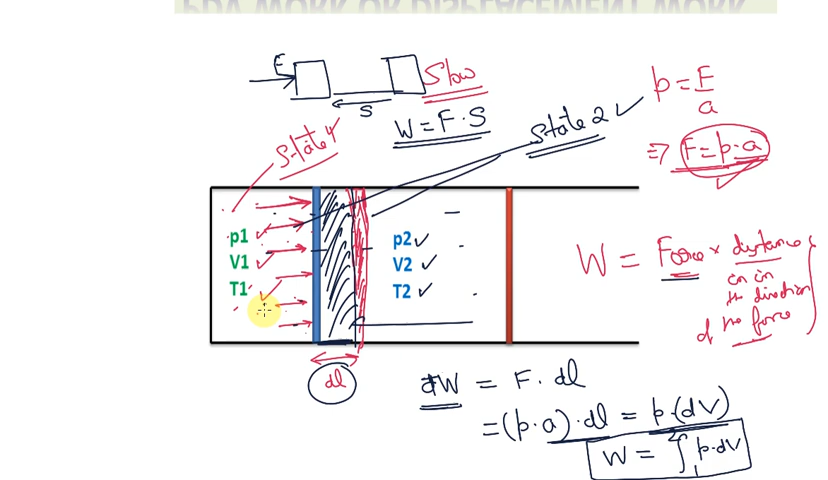 PDV WORK OR DISPLACEMENT WORK
F
Slow
S
W = F·S
State 1
State 2 ✓
p = F/a
⇒ F = p·a
p1 ✓
V1 ✓
T1 ✓
p2 ✓
V2 ✓
T2 ✓
W = Force × distance
in
the direction
of the force
dl
dW = F. dl
= (p·a)·dl = p.(dV)
W = ∫₁² p·dV